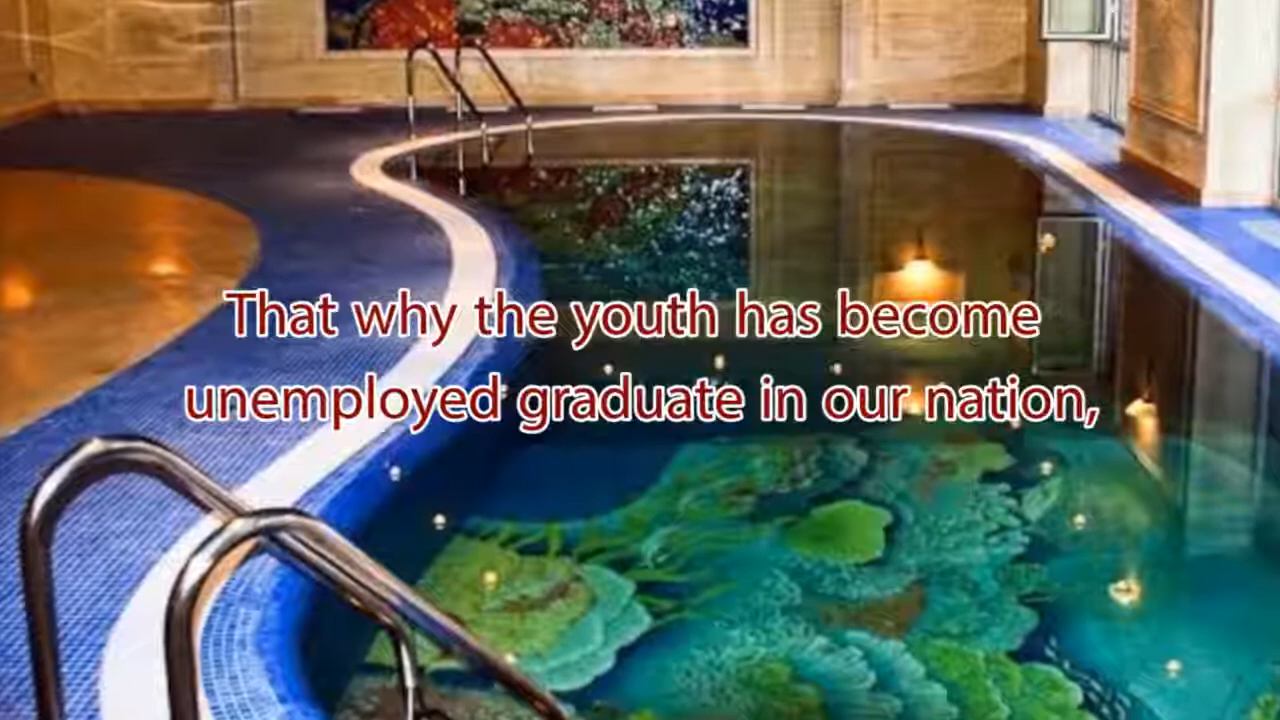 That why the youth has become
unemployed graduate in our nation,